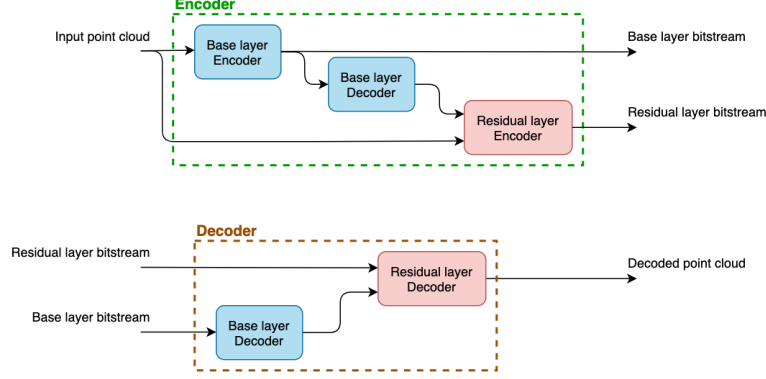 Encoder
Input point cloud
Base layer
Encoder
Base layer bitstream
Base layer
Decoder
Residual layer bitstream
Residual layer
Encoder
Decoder
Residual layer bitstream
Residual layer
Decoder
Decoded point cloud
Base layer bitstream
Base layer
Decoder